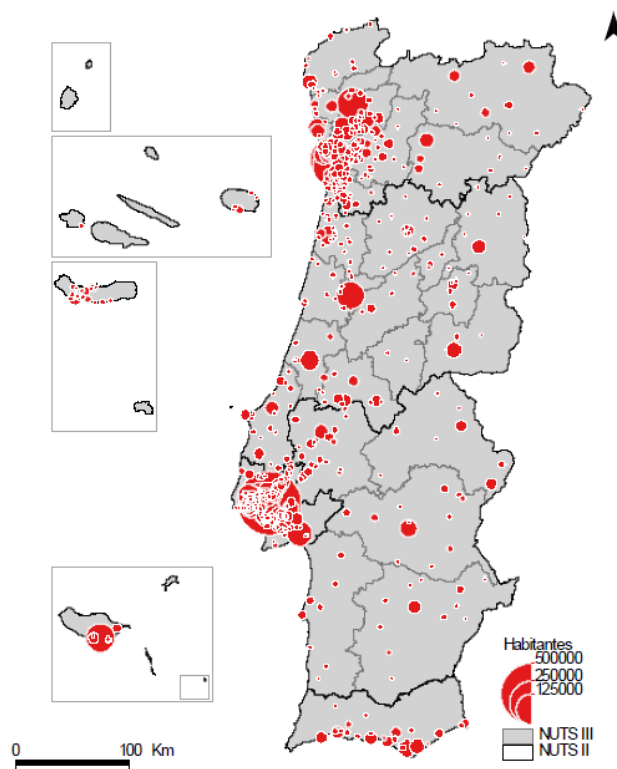 Habitantes
500000
250000
125000
NUTS III
NUTS II
0 100 Km